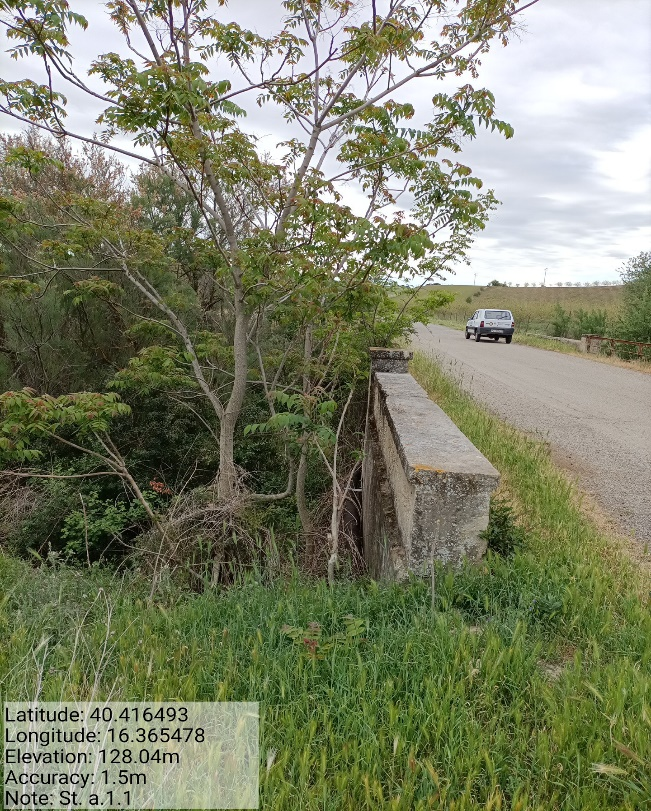 Latitude: 40.416493
Longitude: 16.365478
Elevation: 128.04m
Accuracy: 1.5m
Note: St. a.1.1